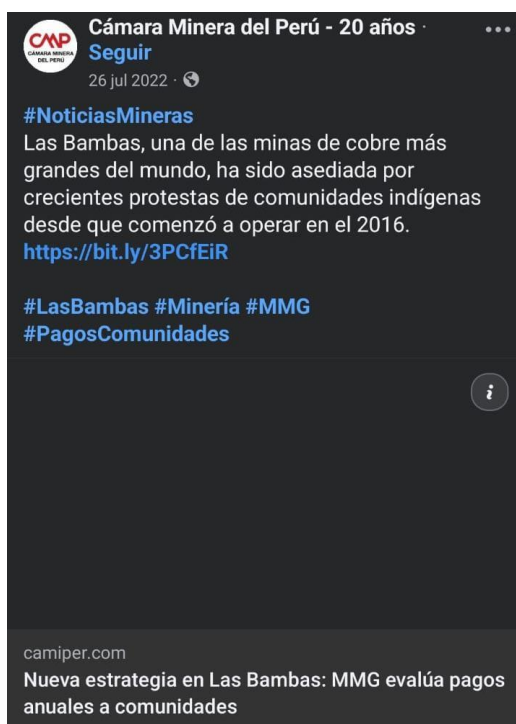 CMP
CÁMARA MINERA
DEL PERÚ
Cámara Minera del Perú - 20 años ·
Seguir
26 jul 2022 ·
#NoticiasMineras
Las Bambas, una de las minas de cobre más
grandes del mundo, ha sido asediada por
crecientes protestas de comunidades indígenas
desde que comenzó a operar en el 2016.
https://bit.ly/3PCfEiR
#LasBambas #Minería #MMG
#PagosComunidades
i
camiper.com
Nueva estrategia en Las Bambas: MMG evalúa pagos
anuales a comunidades